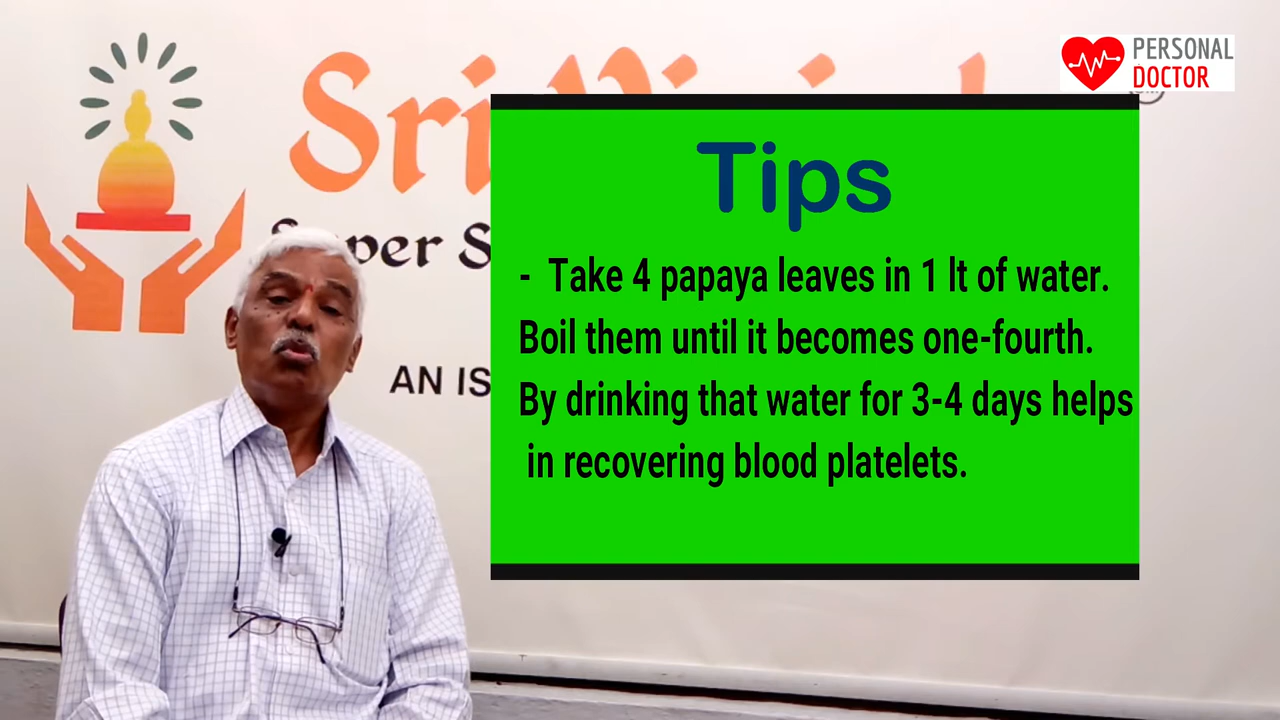 PERSONAL
DOCTOR
Sri
Tips
- Take 4 papaya leaves in 1 lt of water.
Boil them until it becomes one-fourth.
By drinking that water for 3-4 days helps
in recovering blood platelets.
AN IS